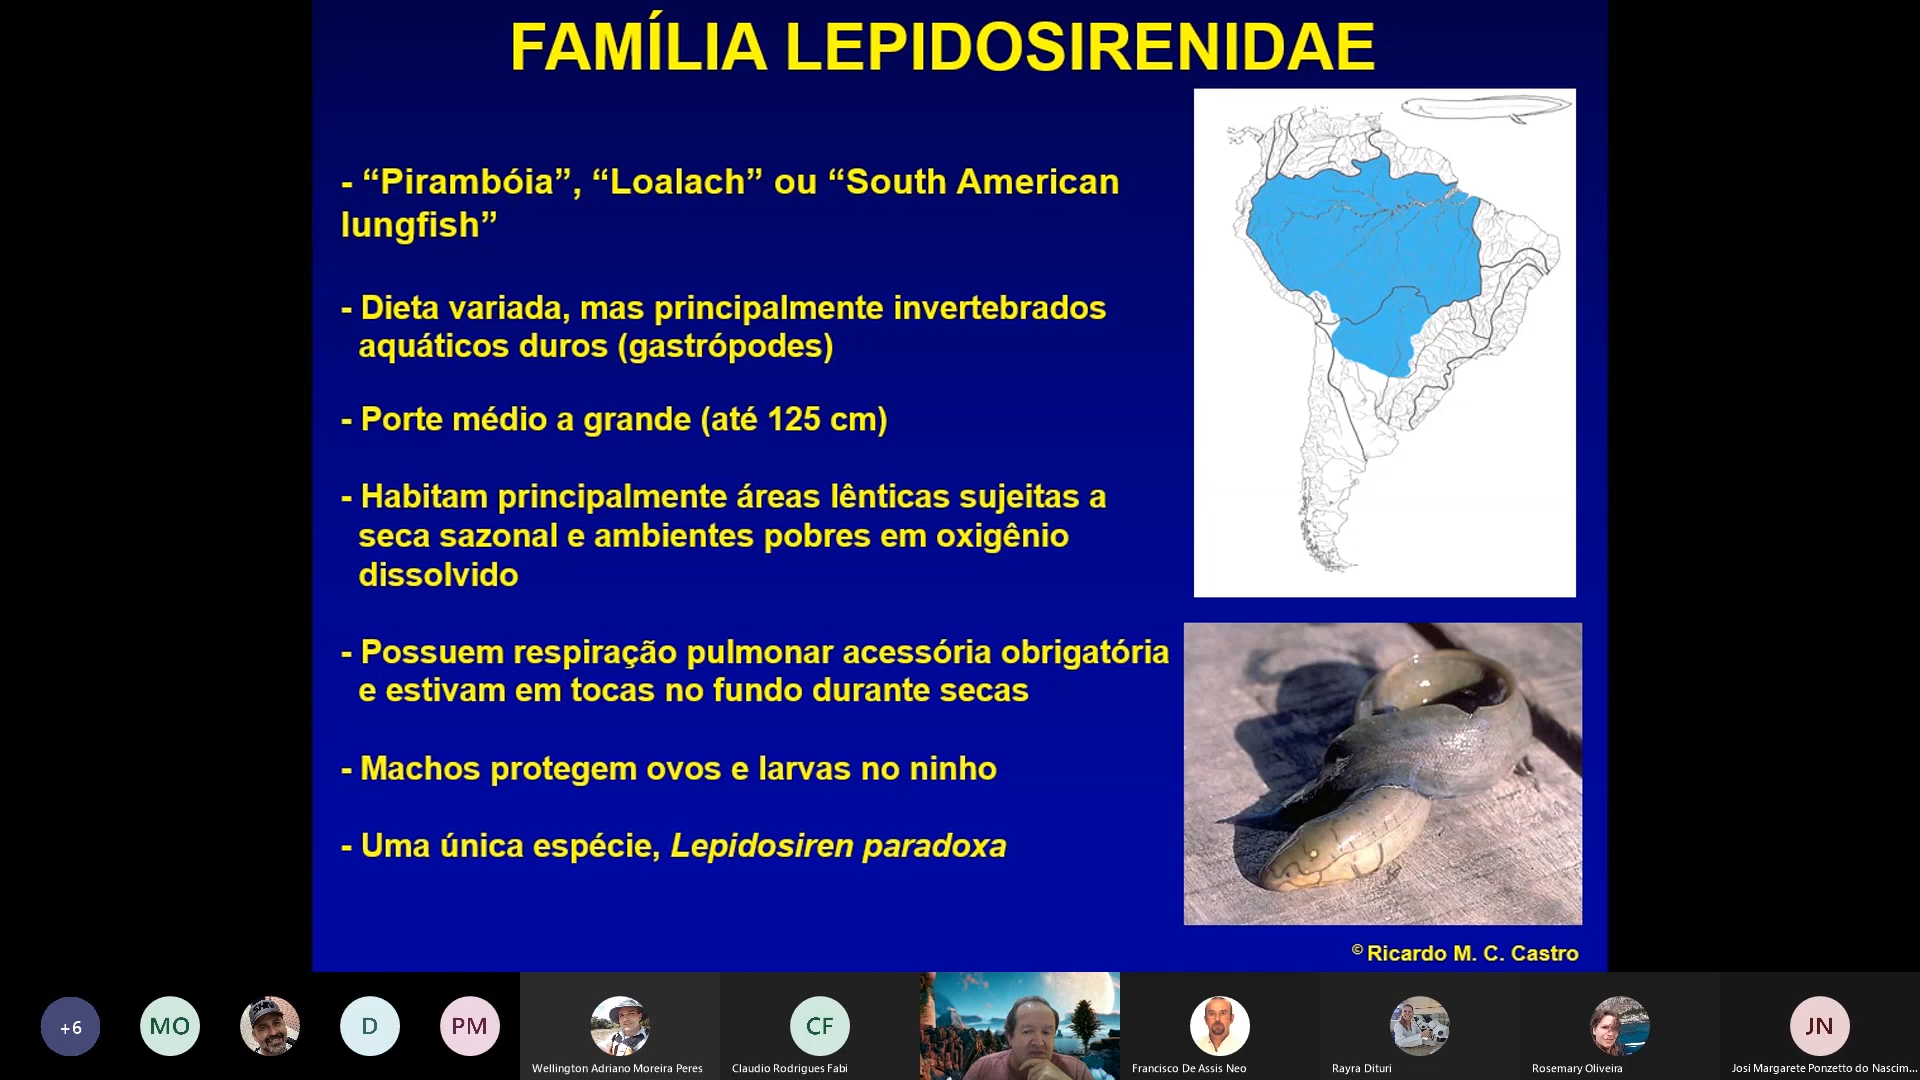 FAMÍLIA LEPIDOSIRENIDAE
- “Pirambóia”, “Loalach” ou “South American
lungfish”
- Dieta variada, mas principalmente invertebrados
aquáticos duros (gastrópodes)
- Porte médio a grande (até 125 cm)
- Habitam principalmente áreas lênticas sujeitas a
seca sazonal e ambientes pobres em oxigênio
dissolvido
- Possuem respiração pulmonar acessória obrigatória
e estivam em tocas no fundo durante secas
- Machos protegem ovos e larvas no ninho
- Uma única espécie, Lepidosiren paradoxa
© Ricardo M. C. Castro
+6
MO
D
PM
Wellington Adriano Moreira Peres
CF
Claudio Rodrigues Fabi
Francisco De Assis Neo
Rayra Dituri
Rosemary Oliveira
JN
Josi Margarete Ponzetto do Nascim...